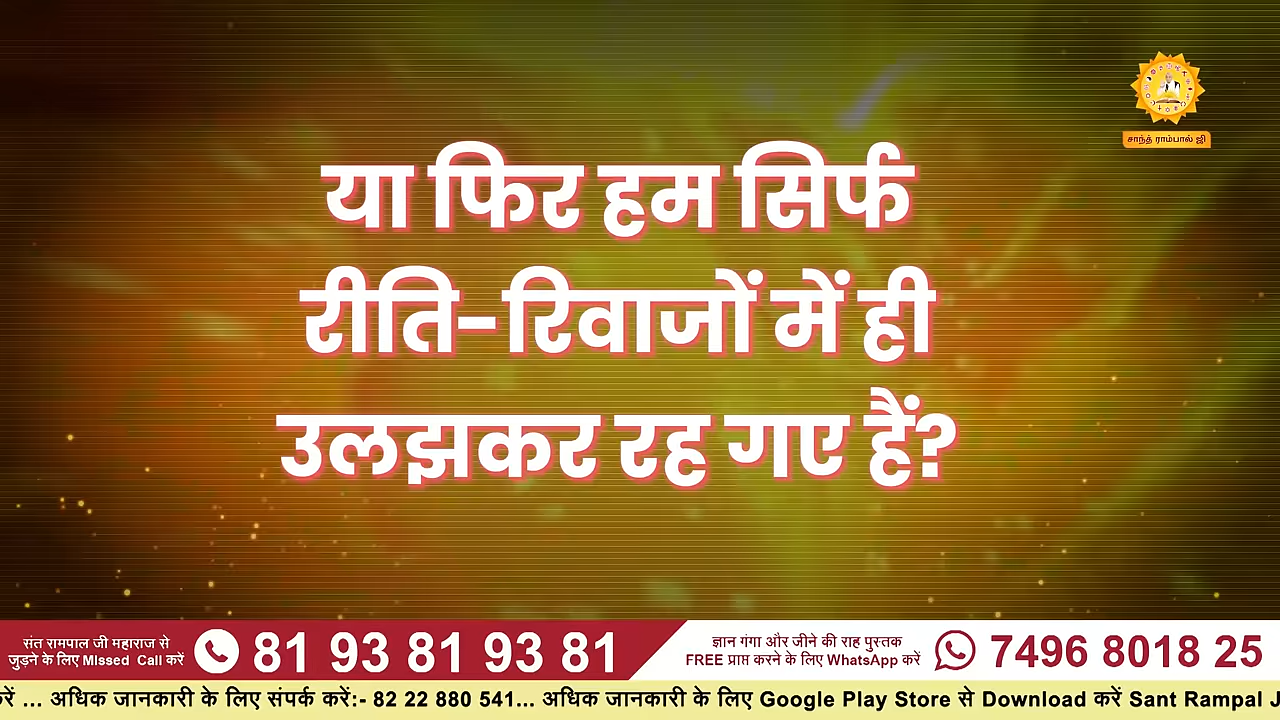 சாந்த் ராம்பால் ஜி
या फिर हम सिर्फ
रीति-रिवाजों में ही
उलझकर रह गए हैं?
संत रामपाल जी महाराज से
जुड़ने के लिए Missed Call करें
81 93 81 93 81
ज्ञान गंगा और जीने की राह पुस्तक
FREE प्राप्त करने के लिए WhatsApp करें
7496 8018 25
रें ... अधिक जानकारी के लिए संपर्क करें:- 82 22 880 541... अधिक जानकारी के लिए Google Play Store से Download करें Sant Rampal J